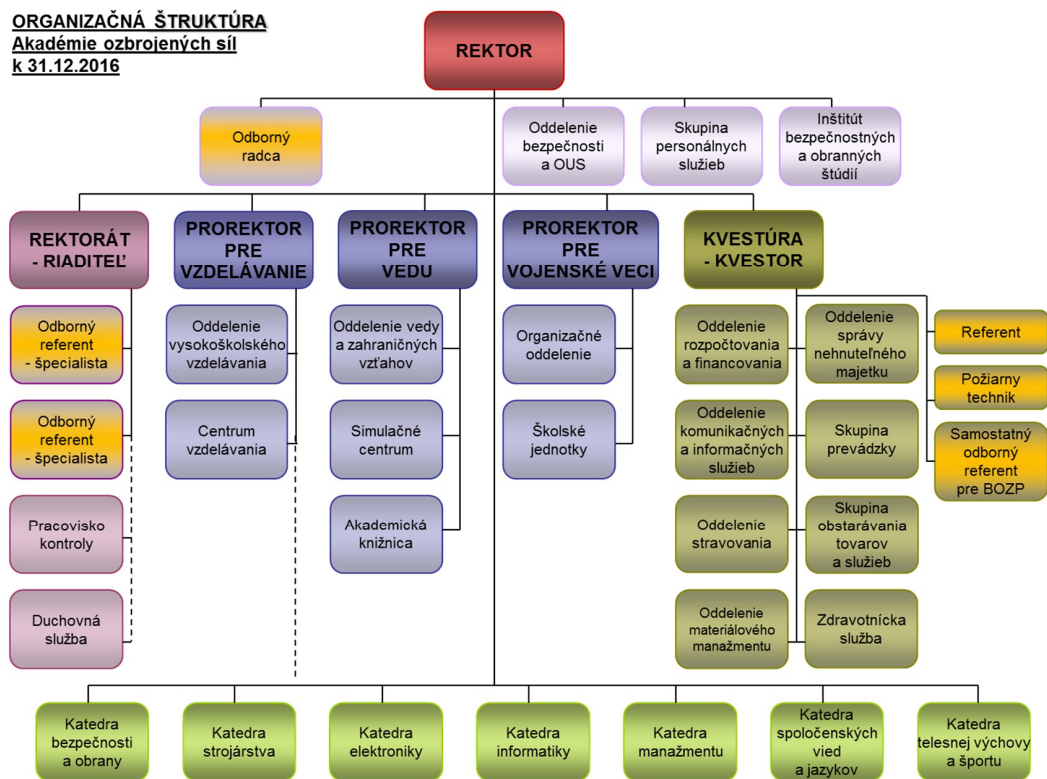 ORGANIZAČNÁ ŠTRUKTÚRA
Akadémie ozbrojených síl
k 31.12.2016
REKTOR
Odborný
radca
Oddelenie
bezpečnosti
a OUS
Skupina
personálnych
služieb
Inštitút
bezpečnostných
a obranných
štúdií
REKTORÁT
- RIADITEĽ
PROREKTOR
PRE
VZDELÁVANIE
PROREKTOR
PRE
VEDU
PROREKTOR
PRE
VOJENSKÉ VECI
KVESTÚRA
- KVESTOR
Odborný
referent
- špecialista
Oddelenie
vysokoškolského
vzdelávania
Oddelenie vedy
a zahraničných
vzťahov
Organizačné
oddelenie
Oddelenie
rozpočtovania
a financovania
Oddelenie
správy
nehnuteľného
majetku
Referent
Požiarny
technik
Samostatný
odborný
referent
pre BOZP
Odborný
referent
- špecialista
Centrum
vzdelávania
Simulačné
centrum
Školské
jednotky
Oddelenie
komunikačných
a informačných
služieb
Skupina
prevádzky
Pracovisko
kontroly
Akademická
knižnica
Oddelenie
stravovania
Skupina
obstarávania
tovarov
a služieb
Duchovná
služba
Oddelenie
materiálového
manažmentu
Zdravotnícka
služba
Katedra
bezpečnosti
a obrany
Katedra
strojárstva
Katedra
elektroniky
Katedra
informatiky
Katedra
manažmentu
Katedra
spoločenských
vied
a jazykov
Katedra
telesnej výchovy
a športu